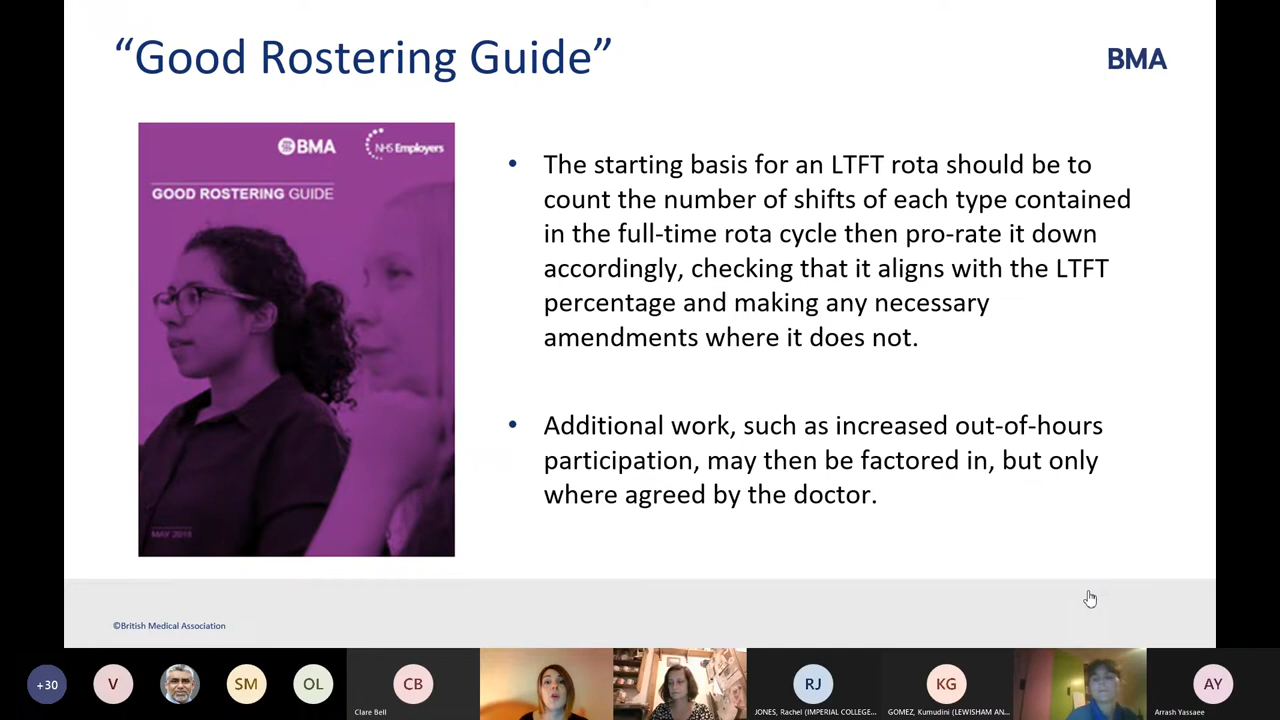 “Good Rostering Guide”
BMA
BMA
NHS Employers
GOOD ROSTERING GUIDE
MAY 2018
• The starting basis for an LTFT rota should be to
count the number of shifts of each type contained
in the full-time rota cycle then pro-rate it down
accordingly, checking that it aligns with the LTFT
percentage and making any necessary
amendments where it does not.
• Additional work, such as increased out-of-hours
participation, may then be factored in, but only
where agreed by the doctor.
©British Medical Association
+30
V
SM
OL
CB
Clare Bell
RJ
JONES, Rachel (IMPERIAL COLLEGE...
KG
GOMEZ, Kumudini (LEWISHAM AN...
AY
Arrash Yassaee